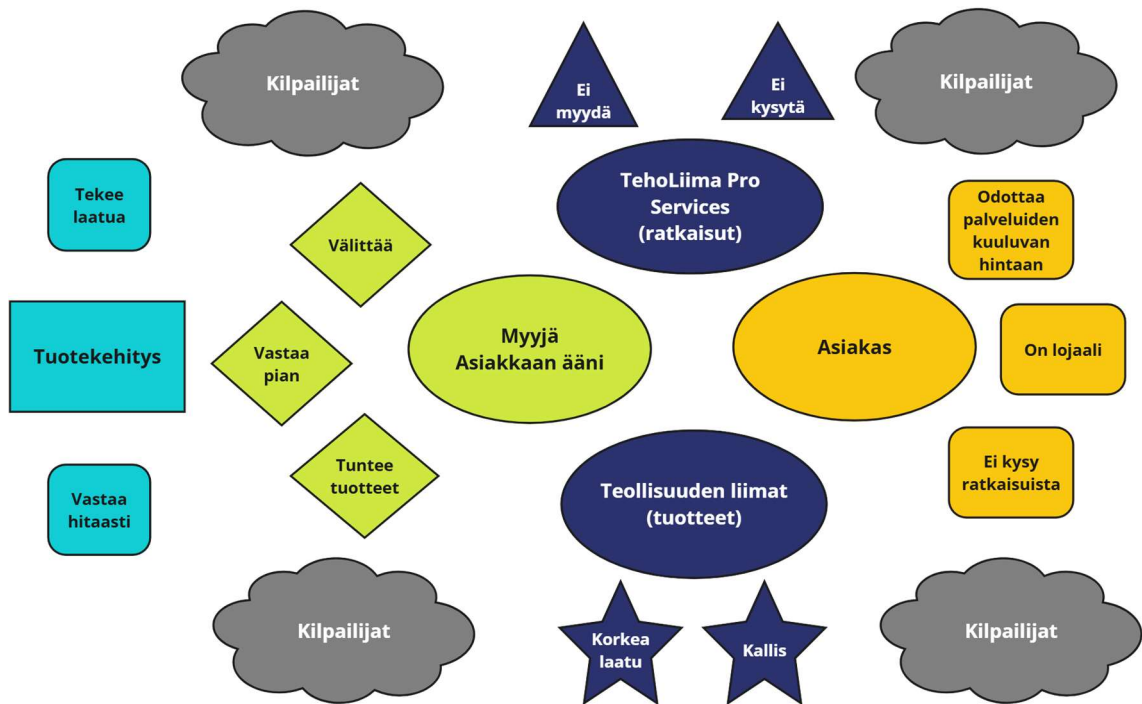 Kilpailijat
Ei
myydä
Ei
kysytä
Kilpailijat
Tekee
laatua
Välittää
TehoLiima Pro
Services
(ratkaisut)
Odottaa
palveluiden
kuuluvan
hintaan
Tuotekehitys
Vastaa
pian
Myyjä
Asiakkaan ääni
Asiakas
On lojaali
Vastaa
hitaasti
Tuntee
tuotteet
Teollisuuden liimat
(tuotteet)
Ei kysy
ratkaisuista
Kilpailijat
Korkea
laatu
Kallis
Kilpailijat